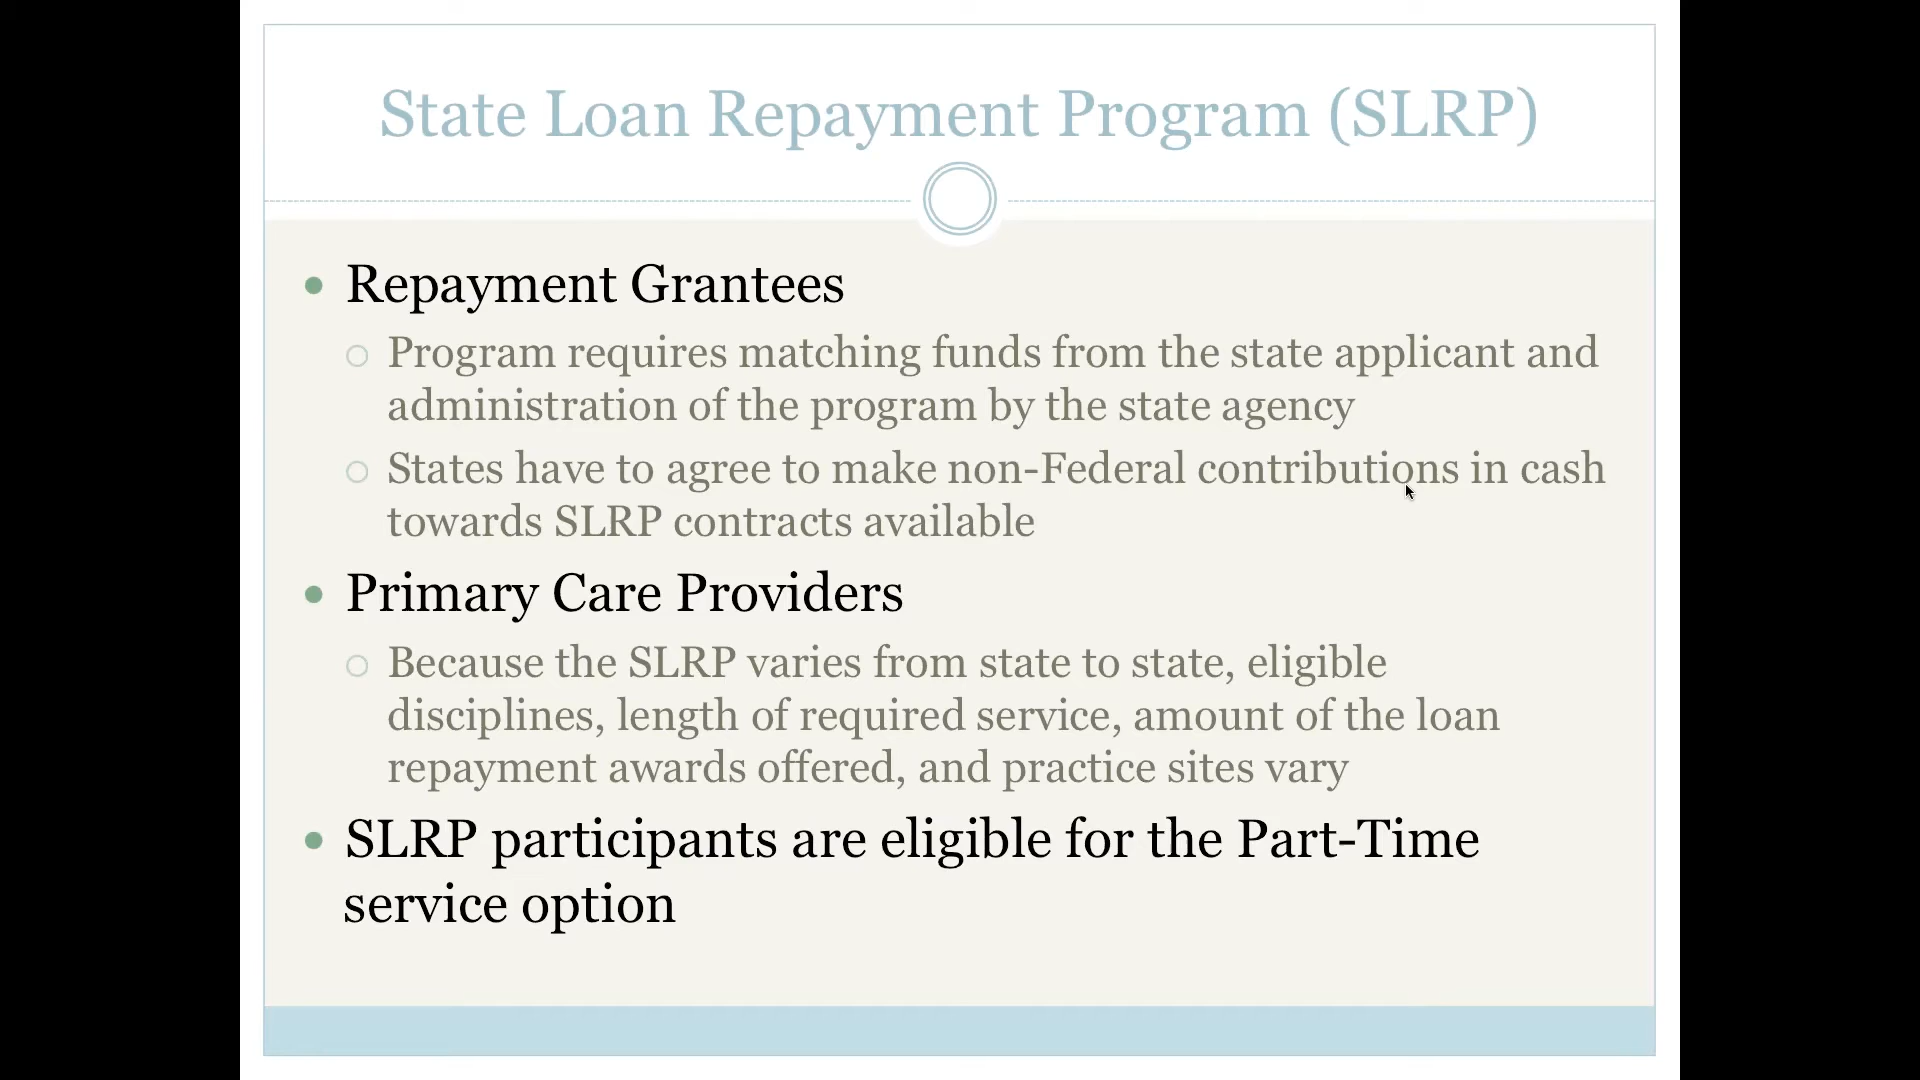 State Loan Repayment Program (SLRP)
Repayment Grantees
Program requires matching funds from the state applicant and
administration of the program by the state agency
States have to agree to make non-Federal contributions in cash
towards SLRP contracts available
Primary Care Providers
Because the SLRP varies from state to state, eligible
disciplines, length of required service, amount of the loan
repayment awards offered, and practice sites vary
SLRP participants are eligible for the Part-Time
service option